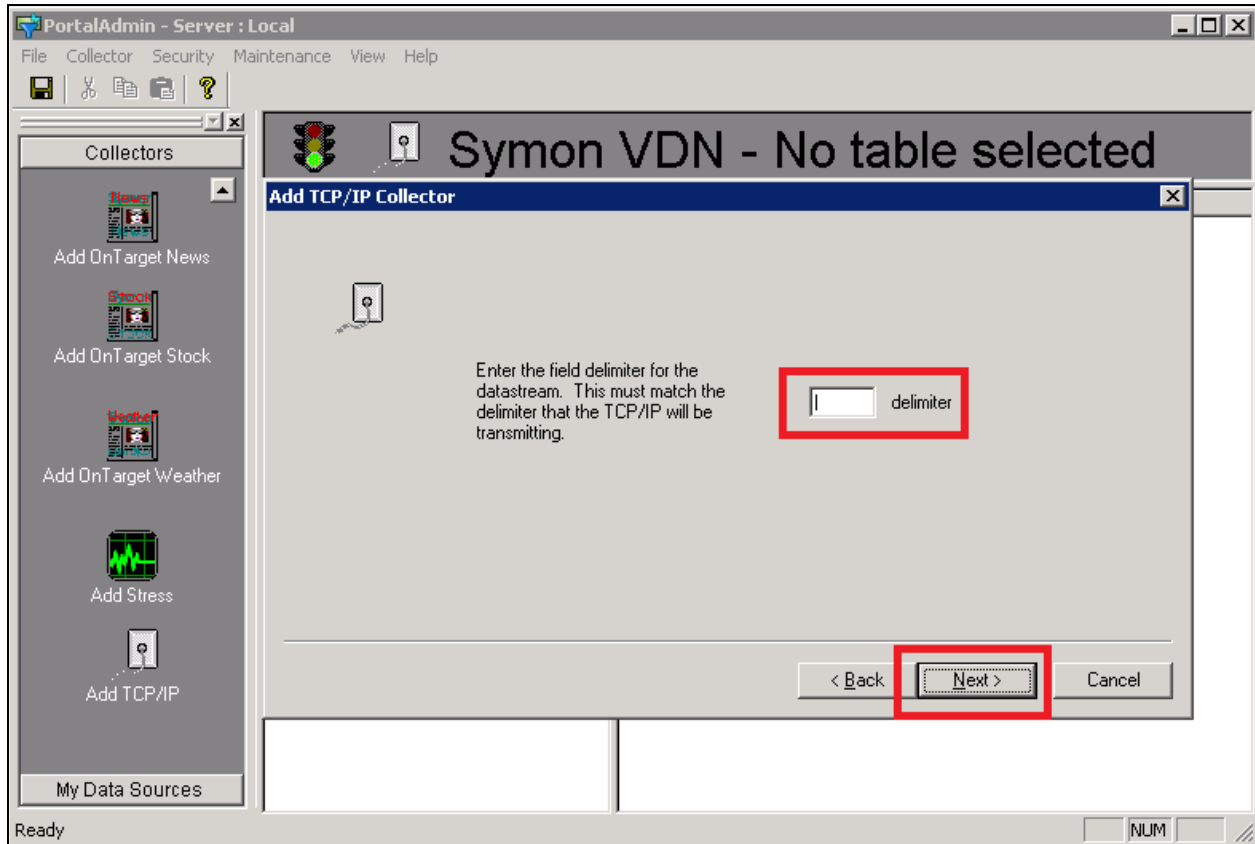 PortalAdmin - Server : Local
File Collector Security Maintenance View Help
Collectors
Symon VDN - No table selected
News
Add OnTarget News
Stock
Add OnTarget Stock
Weather
Add OnTarget Weather
Add Stress
Add TCP/IP
My Data Sources
Add TCP/IP Collector
Enter the field delimiter for the
datastream. This must match the
delimiter that the TCP/IP will be
transmitting.
| delimiter
< Back
Next >
Cancel
Ready
NUM